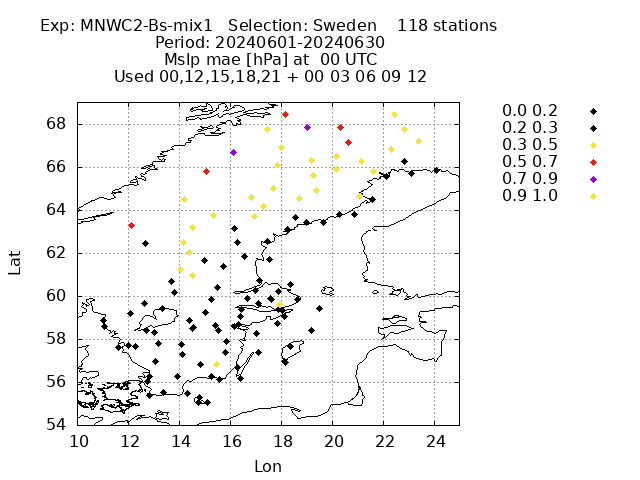 Exp: MNWC2-Bs-mix1 Selection: Sweden 118 stations
Period: 20240601-20240630
Mslp mae [hPa] at 00 UTC
Used 00,12,15,18,21 + 00 03 06 09 12
0.0 0.2
0.2 0.3
0.3 0.5
0.5 0.7
0.7 0.9
0.9 1.0
68
66
64
62
60
58
56
54
Lat
10 12 14 16 18 20 22 24
Lon